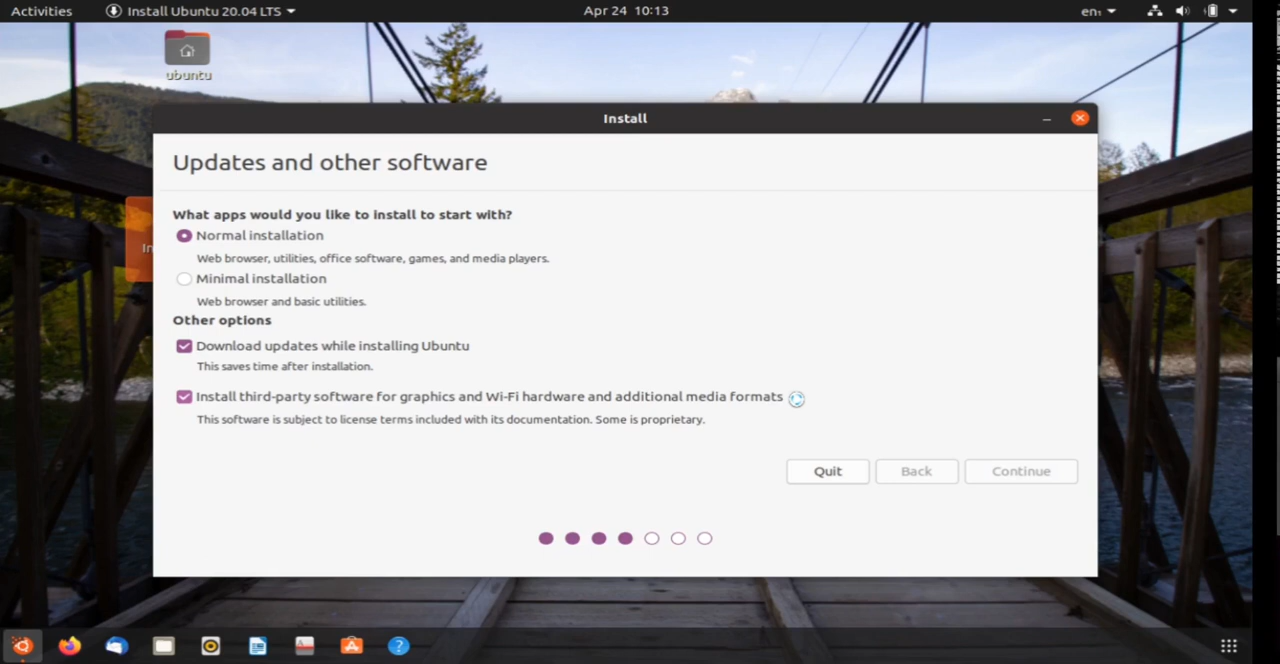 Activities Install Ubuntu 20.04 LTS Apr 24 10:13 en₁
ubuntu
Install
Updates and other software
In
What apps would you like to install to start with?
Normal installation
Web browser, utilities, office software, games, and media players.
Minimal installation
Web browser and basic utilities.
Other options
Download updates while installing Ubuntu
This saves time after installation.
Install third-party software for graphics and Wi-Fi hardware and additional media formats
This software is subject to license terms included with its documentation. Some is proprietary.
Quit Back Continue